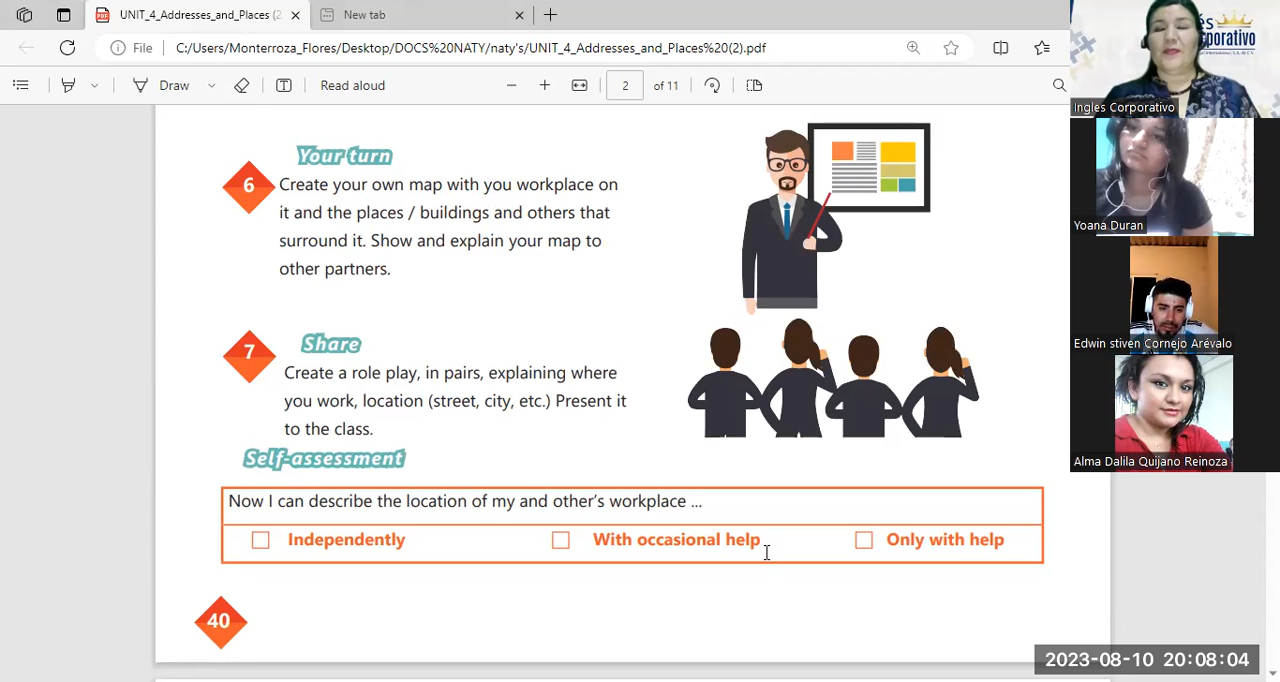 UNIT_4_Addresses_and_Places (2
New tab
File
C:/Users/Monterroza_Flores/Desktop/DOCS%20NATY/naty's/UNIT_4_Addresses_and_Places%20(2).pdf
Draw
Read aloud
2
of 11
Your turn
6
Create your own map with you workplace on
it and the places / buildings and others that
surround it. Show and explain your map to
other partners.
7
Share
Create a role play, in pairs, explaining where
you work, location (street, city, etc.) Present it
to the class.
Self-assessment
Now I can describe the location of my and other's workplace ...
Independently
With occasional help
Only with help
40
Ingles Corporativo
Yoana Duran
Edwin stiven Cornejo Arévalo
Alma Dalila Quijano Reinoza
2023-08-10 20:08:04